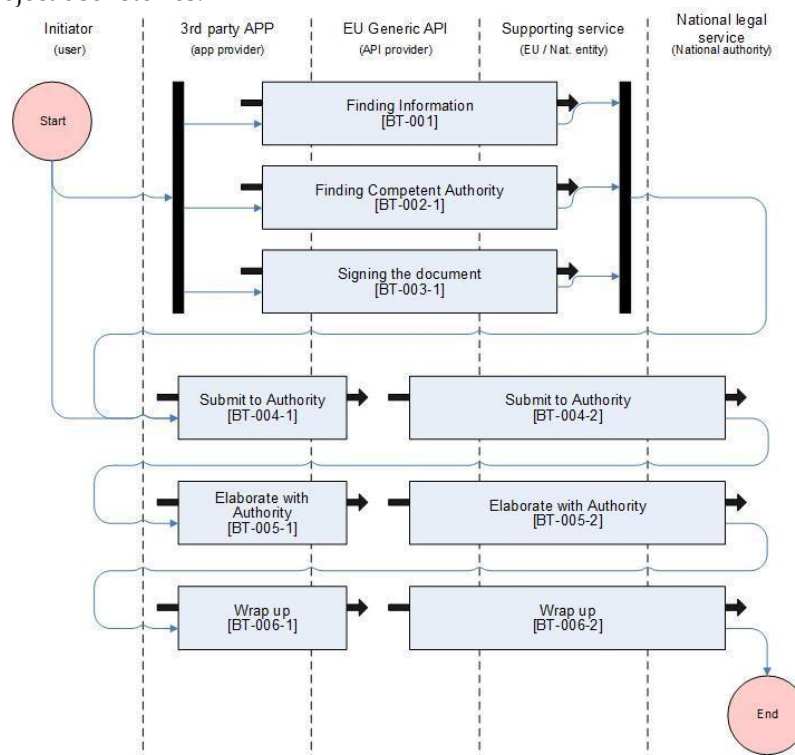 Initiator
(user)
3rd party APP
(app provider)
EU Generic API
(API provider)
Supporting service
(EU / Nat. entity)
National legal
service
(National authority)
Start
Finding Information
[BT-001]
Finding Competent Authority
[BT-002-1]
Signing the document
[BT-003-1]
Submit to Authority
[BT-004-1]
Submit to Authority
[BT-004-2]
Elaborate with
Authority
[BT-005-1]
Elaborate with Authority
[BT-005-2]
Wrap up
[BT-006-1]
Wrap up
[BT-006-2]
End